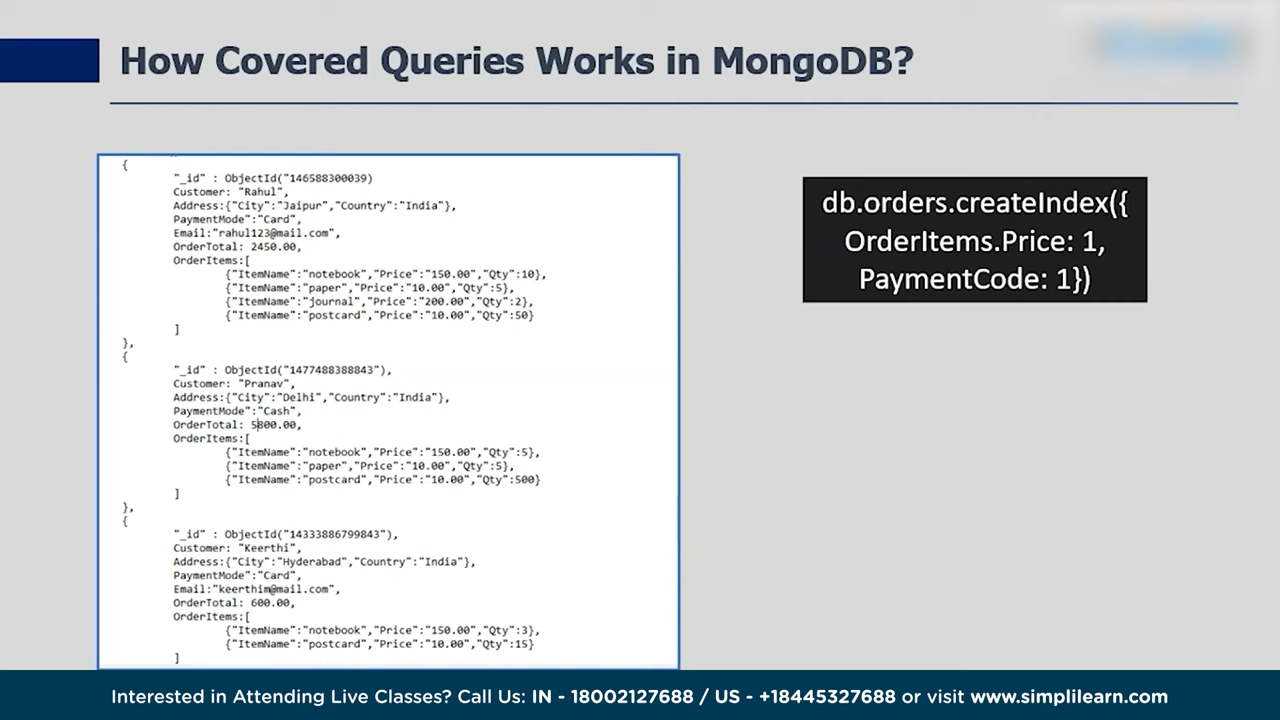 How Covered Queries Works in MongoDB?
{
"_id" : ObjectId("146588300039)
Customer: "Rahul",
Address:{"City":"Jaipur","Country":"India"},
PaymentMode":"Card",
Email:"rahul123@mail.com",
OrderTotal: 2450.00,
OrderItems:[
{"ItemName":"notebook","Price":"150.00","Qty":10},
{"ItemName":"paper","Price":"10.00","Qty":5},
{"ItemName":"journal","Price":"200.00","Qty":2},
{"ItemName":"postcard","Price":"10.00","Qty":50}
]
},
{
"_id" : ObjectId("1477488388843"),
Customer: "Pranav",
Address:{"City":"Delhi","Country":"India"},
PaymentMode":"Cash",
OrderTotal: 5800.00,
OrderItems:[
{"ItemName":"notebook","Price":"150.00","Qty":5},
{"ItemName":"paper","Price":"10.00","Qty":5},
{"ItemName":"postcard","Price":"10.00","Qty":500}
]
},
{
"_id" : ObjectId("14333886799843"),
Customer: "Keerthi",
Address:{"City":"Hyderabad","Country":"India"},
PaymentMode":"Card",
Email:"keerthim@mail.com",
OrderTotal: 600.00,
OrderItems:[
{"ItemName":"notebook","Price":"150.00","Qty":3},
{"ItemName":"postcard","Price":"10.00","Qty":15}
]
db.orders.createIndex({
OrderItems.Price: 1,
PaymentCode: 1})
Interested in Attending Live Classes? Call Us: IN - 18002127688 / US - +18445327688 or visit www.simplilearn.com